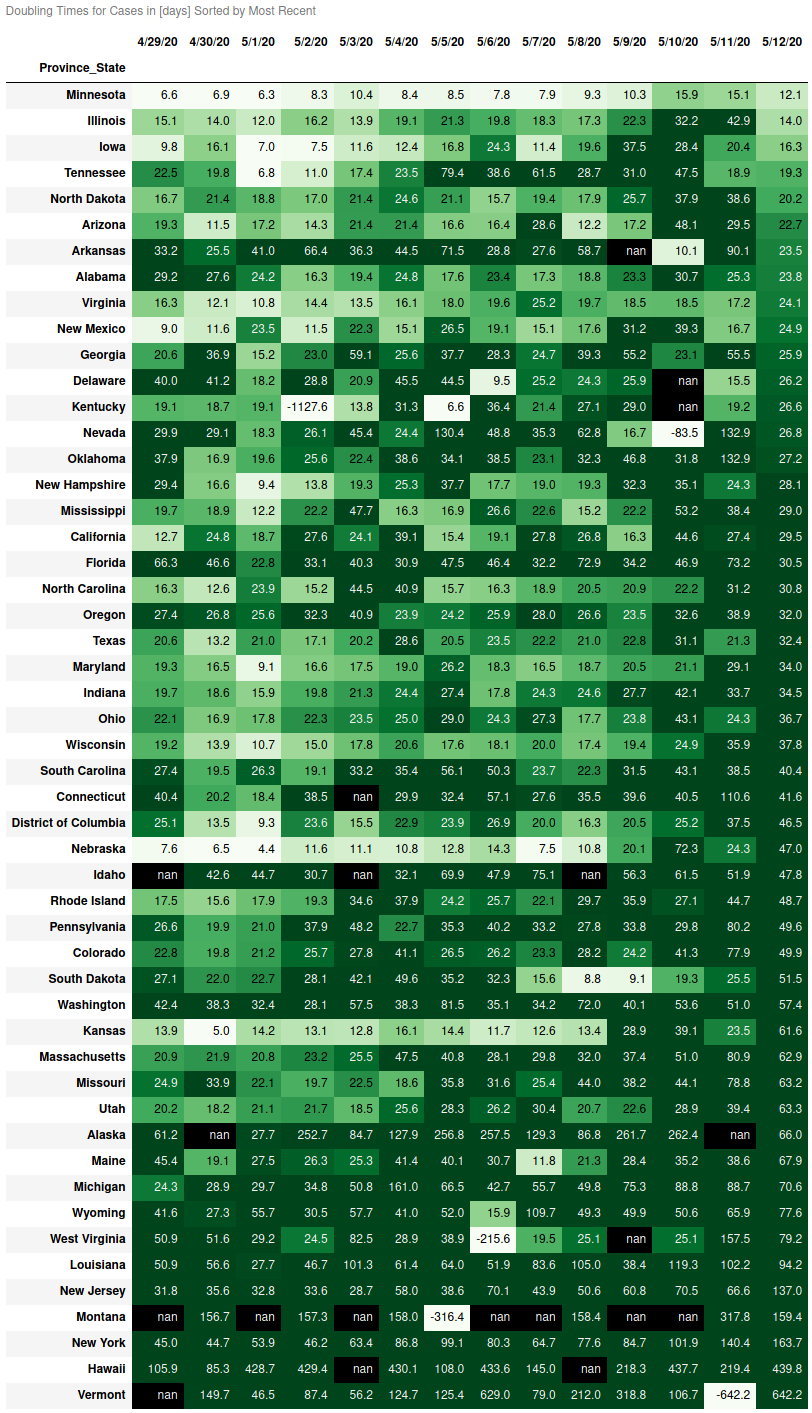 Doubling Times for Cases in [days] Sorted by Most Recent
4/29/20 4/30/20 5/1/20 5/2/20 5/3/20 5/4/20 5/5/20 5/6/20 5/7/20 5/8/20 5/9/20 5/10/20 5/11/20 5/12/20
Province_State
Minnesota 6.6 6.9 6.3 8.3 10.4 8.4 8.5 7.8 7.9 9.3 10.3 15.9 15.1 12.1
Illinois 15.1 14.0 12.0 16.2 13.9 19.1 21.3 19.8 18.3 17.3 22.3 32.2 42.9 14.0
Iowa 9.8 16.1 7.0 7.5 11.6 12.4 16.8 24.3 11.4 19.6 37.5 28.4 20.4 16.3
Tennessee 22.5 19.8 6.8 11.0 17.4 23.5 79.4 38.6 61.5 28.7 31.0 47.5 18.9 19.3
North Dakota 16.7 21.4 18.8 17.0 21.4 24.6 21.1 15.7 19.4 17.9 25.7 37.9 38.6 20.2
Arizona 19.3 11.5 17.2 14.3 21.4 21.4 16.6 16.4 28.6 12.2 17.2 48.1 29.5 22.7
Arkansas 33.2 25.5 41.0 66.4 36.3 44.5 71.5 28.8 27.6 58.7 nan 10.1 90.1 23.5
Alabama 29.2 27.6 24.2 16.3 19.4 24.8 17.6 23.4 17.3 18.8 23.3 30.7 25.3 23.8
Virginia 16.3 12.1 10.8 14.4 13.5 16.1 18.0 19.6 25.2 19.7 18.5 18.5 17.2 24.1
New Mexico 9.0 11.6 23.5 11.5 22.3 15.1 26.5 19.1 15.1 17.6 31.2 39.3 16.7 24.9
Georgia 20.6 36.9 15.2 23.0 59.1 25.6 37.7 28.3 24.7 39.3 55.2 23.1 55.5 25.9
Delaware 40.0 41.2 18.2 28.8 20.9 45.5 44.5 9.5 25.2 24.3 25.9 nan 15.5 26.2
Kentucky 19.1 18.7 19.1 -1127.6 13.8 31.3 6.6 36.4 21.4 27.1 29.0 nan 19.2 26.6
Nevada 29.9 29.1 18.3 26.1 45.4 24.4 130.4 48.8 35.3 62.8 16.7 -83.5 132.9 26.8
Oklahoma 37.9 16.9 19.6 25.6 22.4 38.6 34.1 38.5 23.1 32.3 46.8 31.8 132.9 27.2
New Hampshire 29.4 16.6 9.4 13.8 19.3 25.3 37.7 17.7 19.0 19.3 32.3 35.1 24.3 28.1
Mississippi 19.7 18.9 12.2 22.2 47.7 16.3 16.9 26.6 22.6 15.2 22.2 53.2 38.4 29.0
California 12.7 24.8 18.7 27.6 24.1 39.1 15.4 19.1 27.8 26.8 16.3 44.6 27.4 29.5
Florida 66.3 46.6 22.8 33.1 40.3 30.9 47.5 46.4 32.2 72.9 34.2 46.9 73.2 30.5
North Carolina 16.3 12.6 23.9 15.2 44.5 40.9 15.7 16.3 18.9 20.5 20.9 22.2 31.2 30.8
Oregon 27.4 26.8 25.6 32.3 40.9 23.9 24.2 25.9 28.0 26.6 23.5 32.6 38.9 32.0
Texas 20.6 13.2 21.0 17.1 20.2 28.6 20.5 23.5 22.2 21.0 22.8 31.1 21.3 32.4
Maryland 19.3 16.5 9.1 16.6 17.5 19.0 26.2 18.3 16.5 18.7 20.5 21.1 29.1 34.0
Indiana 19.7 18.6 15.9 19.8 21.3 24.4 27.4 17.8 24.3 24.6 27.7 42.1 33.7 34.5
Ohio 22.1 16.9 17.8 22.3 23.5 25.0 29.0 24.3 27.3 17.7 23.8 43.1 24.3 36.7
Wisconsin 19.2 13.9 10.7 15.0 17.8 20.6 17.6 18.1 20.0 17.4 19.4 24.9 35.9 37.8
South Carolina 27.4 19.5 26.3 19.1 33.2 35.4 56.1 50.3 23.7 22.3 31.5 43.1 38.5 40.4
Connecticut 40.4 20.2 18.4 38.5 nan 29.9 32.4 57.1 27.6 35.5 39.6 40.5 110.6 41.6
District of Columbia 25.1 13.5 9.3 23.6 15.5 22.9 23.9 26.9 20.0 16.3 20.5 25.2 37.5 46.5
Nebraska 7.6 6.5 4.4 11.6 11.1 10.8 12.8 14.3 7.5 10.8 20.1 72.3 24.3 47.0
Idaho nan 42.6 44.7 30.7 nan 32.1 69.9 47.9 75.1 nan 56.3 61.5 51.9 47.8
Rhode Island 17.5 15.6 17.9 19.3 34.6 37.9 24.2 25.7 22.1 29.7 35.9 27.1 44.7 48.7
Pennsylvania 26.6 19.9 21.0 37.9 48.2 22.7 35.3 40.2 33.2 27.8 33.8 29.8 80.2 49.6
Colorado 22.8 19.8 21.2 25.7 27.8 41.1 26.5 26.2 23.3 28.2 24.2 41.3 77.9 49.9
South Dakota 27.1 22.0 22.7 28.1 42.1 49.6 35.2 32.3 15.6 8.8 9.1 19.3 25.5 51.5
Washington 42.4 38.3 32.4 28.1 57.5 38.3 81.5 35.1 34.2 72.0 40.1 53.6 51.0 57.4
Kansas 13.9 5.0 14.2 13.1 12.8 16.1 14.4 11.7 12.6 13.4 28.9 39.1 23.5 61.6
Massachusetts 20.9 21.9 20.8 23.2 25.5 47.5 40.8 28.1 29.8 32.0 37.4 51.0 80.9 62.9
Missouri 24.9 33.9 22.1 19.7 22.5 18.6 35.8 31.6 25.4 44.0 38.2 44.1 78.8 63.2
Utah 20.2 18.2 21.1 21.7 18.5 25.6 28.3 26.2 30.4 20.7 22.6 28.9 39.4 63.3
Alaska 61.2 nan 27.7 252.7 84.7 127.9 256.8 257.5 129.3 86.8 261.7 262.4 nan 66.0
Maine 45.4 19.1 27.5 26.3 25.3 41.4 40.1 30.7 11.8 21.3 28.4 35.2 38.6 67.9
Michigan 24.3 28.9 29.7 34.8 50.8 161.0 66.5 42.7 55.7 49.8 75.3 88.8 88.7 70.6
Wyoming 41.6 27.3 55.7 30.5 57.7 41.0 52.0 15.9 109.7 49.3 49.9 50.6 65.9 77.6
West Virginia 50.9 51.6 29.2 24.5 82.5 28.9 38.9 -215.6 19.5 25.1 nan 25.1 157.5 79.2
Louisiana 50.9 56.6 27.7 46.7 101.3 61.4 64.0 51.9 83.6 105.0 38.4 119.3 102.2 94.2
New Jersey 31.8 35.6 32.8 33.6 28.7 58.0 38.6 70.1 43.9 50.6 60.8 70.5 66.6 137.0
Montana nan 156.7 nan 157.3 nan 158.0 -316.4 nan nan 158.4 nan nan 317.8 159.4
New York 45.0 44.7 53.9 46.2 63.4 86.8 99.1 80.3 64.7 77.6 84.7 101.9 140.4 163.7
Hawaii 105.9 85.3 428.7 429.4 nan 430.1 108.0 433.6 145.0 nan 218.3 437.7 219.4 439.8
Vermont nan 149.7 46.5 87.4 56.2 124.7 125.4 629.0 79.0 212.0 318.8 106.7 -642.2 642.2